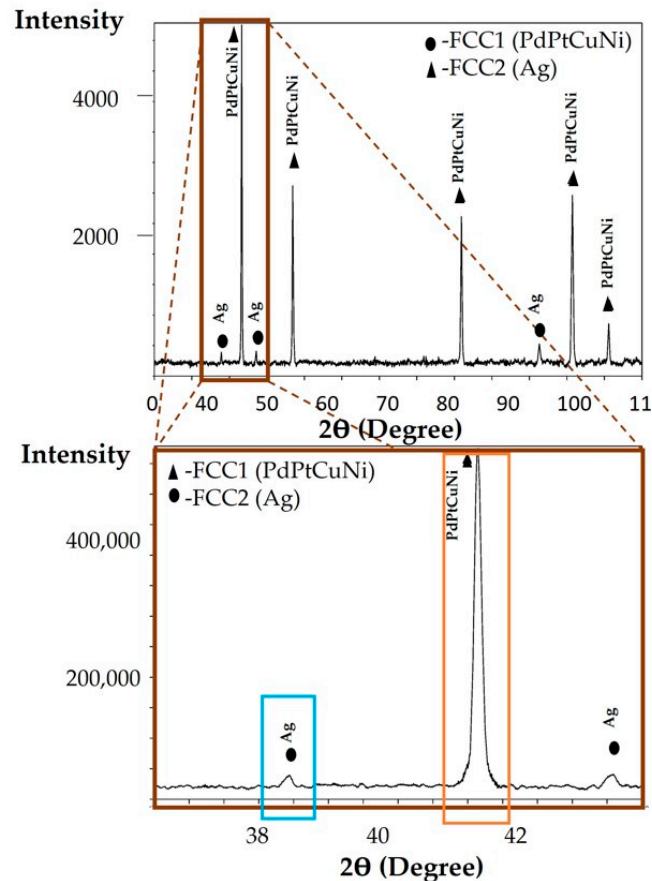 Intensity
●-FCC1 (PdPtCuNi)
▲-FCC2 (Ag)
4000
2000
PdPtCuNi
PdPtCuNi
PdPtCuNi
PdPtCuNi
PdPtCuNi
Ag
Ag
Ag
0 40 50 70 80 90 100 11
2Θ (Degree)
Intensity
▲-FCC1 (PdPtCuNi)
●-FCC2 (Ag)
400,000
200,000
PdPtCuNi
Ag
Ag
38 40 42
2Θ (Degree)